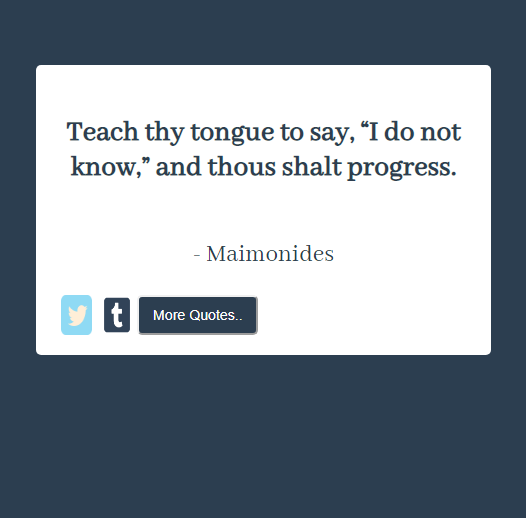 Teach thy tongue to say, “I do not
know,” and thous shalt progress.
- Maimonides
t More Quotes..